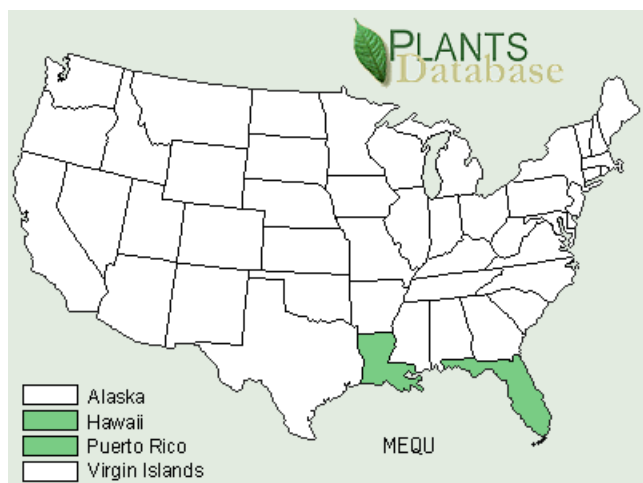 PLANTS
Database
Alaska
Hawaii
Puerto Rico
Virgin Islands
MEQU